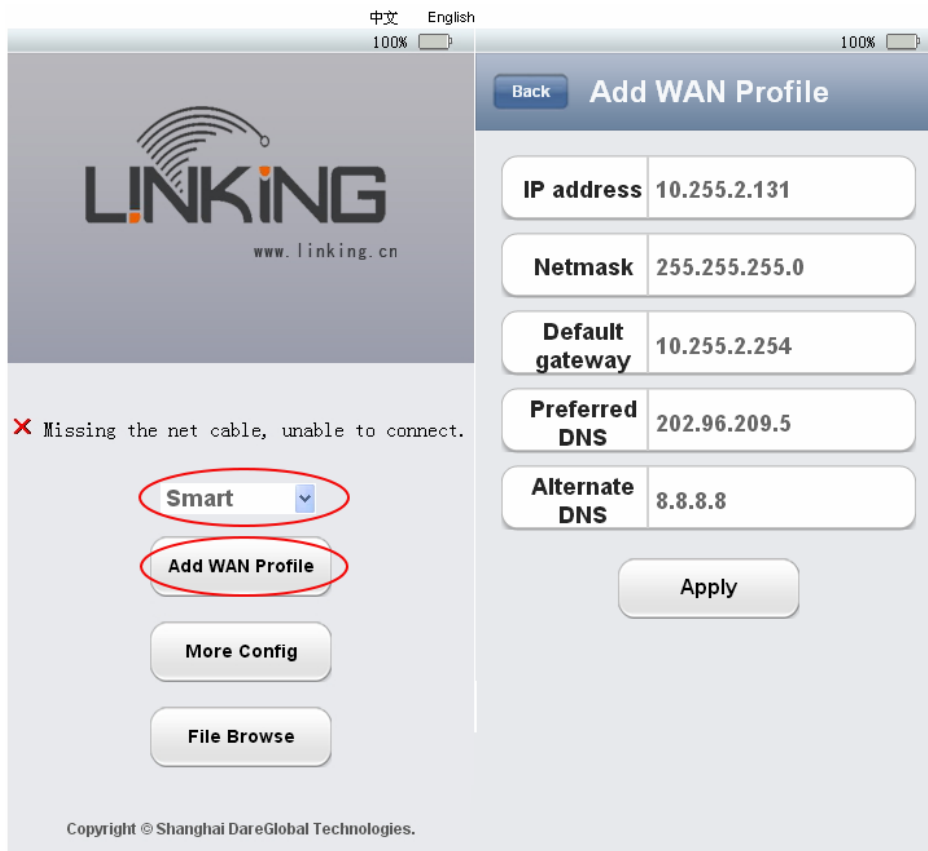 中文 English
100%
LINKING
www.linking.cn
Missing the net cable, unable to connect.
Smart
Add WAN Profile
More Config
File Browse
Copyright © Shanghai DareGlobal Technologies.
100%
Back Add WAN Profile
IP address 10.255.2.131
Netmask 255.255.255.0
Default
gateway 10.255.2.254
Preferred
DNS 202.96.209.5
Alternate
DNS 8.8.8.8
Apply